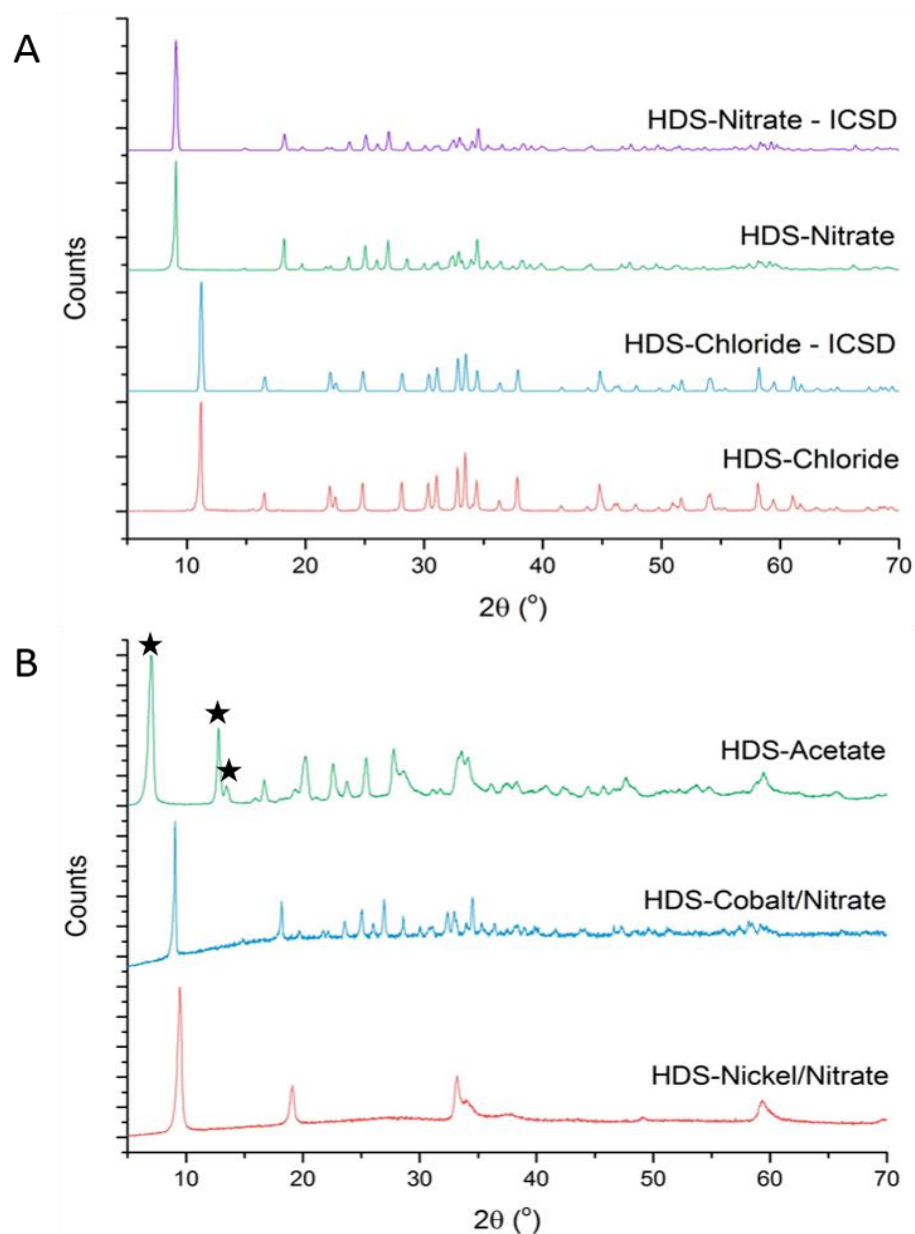 A
HDS-Nitrate - ICSD
HDS-Nitrate
HDS-Chloride - ICSD
HDS-Chloride
Counts
10 20 30 40 50 60 70
2θ (°)
B
HDS-Acetate
HDS-Cobalt/Nitrate
HDS-Nickel/Nitrate
Counts
10 20 30 40 50 60 70
2θ (°)